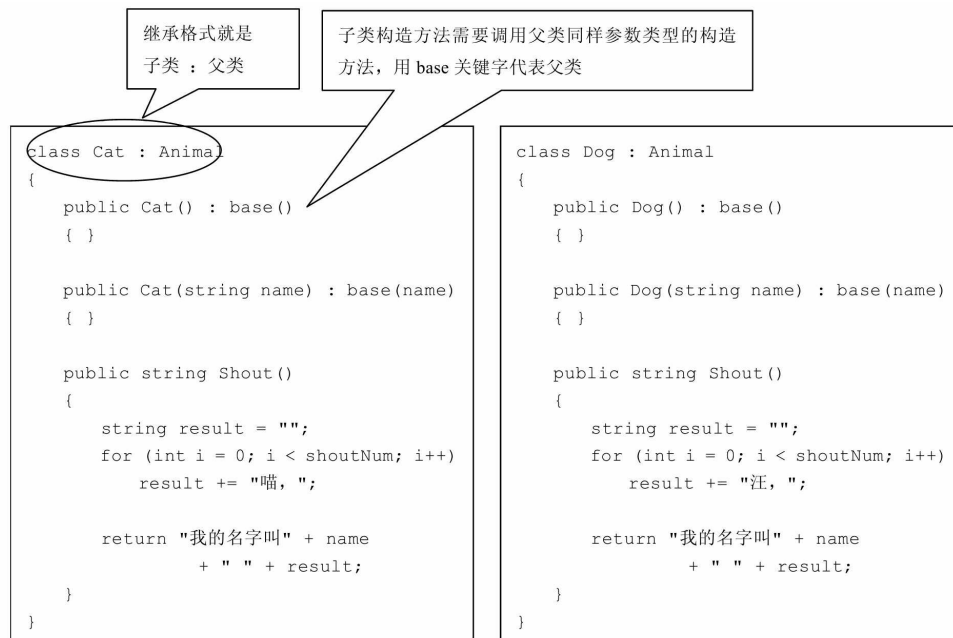 继承格式就是
子类 : 父类
子类构造方法需要调用父类同样参数类型的构造
方法，用 base 关键字代表父类
class Cat : Animal
{
public Cat() : base()
{ }
public Cat(string name) : base(name)
{ }
public string Shout()
{
string result = "";
for (int i = 0; i < shoutNum; i++)
result += "喵，";
return "我的名字叫" + name
+ " " + result;
}
}
class Dog : Animal
{
public Dog() : base()
{ }
public Dog(string name) : base(name)
{ }
public string Shout()
{
string result = "";
for (int i = 0; i < shoutNum; i++)
result += "汪，";
return "我的名字叫" + name
+ " " + result;
}
}